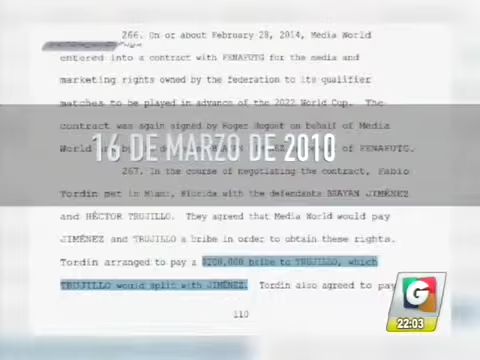 266. On or about February 28, 2014, Media World
entered into a contract with FENAFUTG for the media and
marketing rights owned by the federation to its qualifier
matches to be played in advance of the 2022 World Cup. The
contract was again signed by Roger Huguet on behalf of Media
World of FENAFUTG.
16 DE MARZO DE 2010
267. In the course of negotiating the contract, Fabio
Tordin met in Miami, Florida with the defendants BRAYAN JIMÉNEZ
and HÉCTOR TRUJILLO. They agreed that Media World would pay
JIMÉNEZ and TRUJILLO a bribe in order to obtain these rights.
Tordin arranged to pay a $200,000 bribe to TRUJILLO, which
TRUJILLO would split with JIMÉNEZ. Tordin also agreed to pay
110
G
22:03